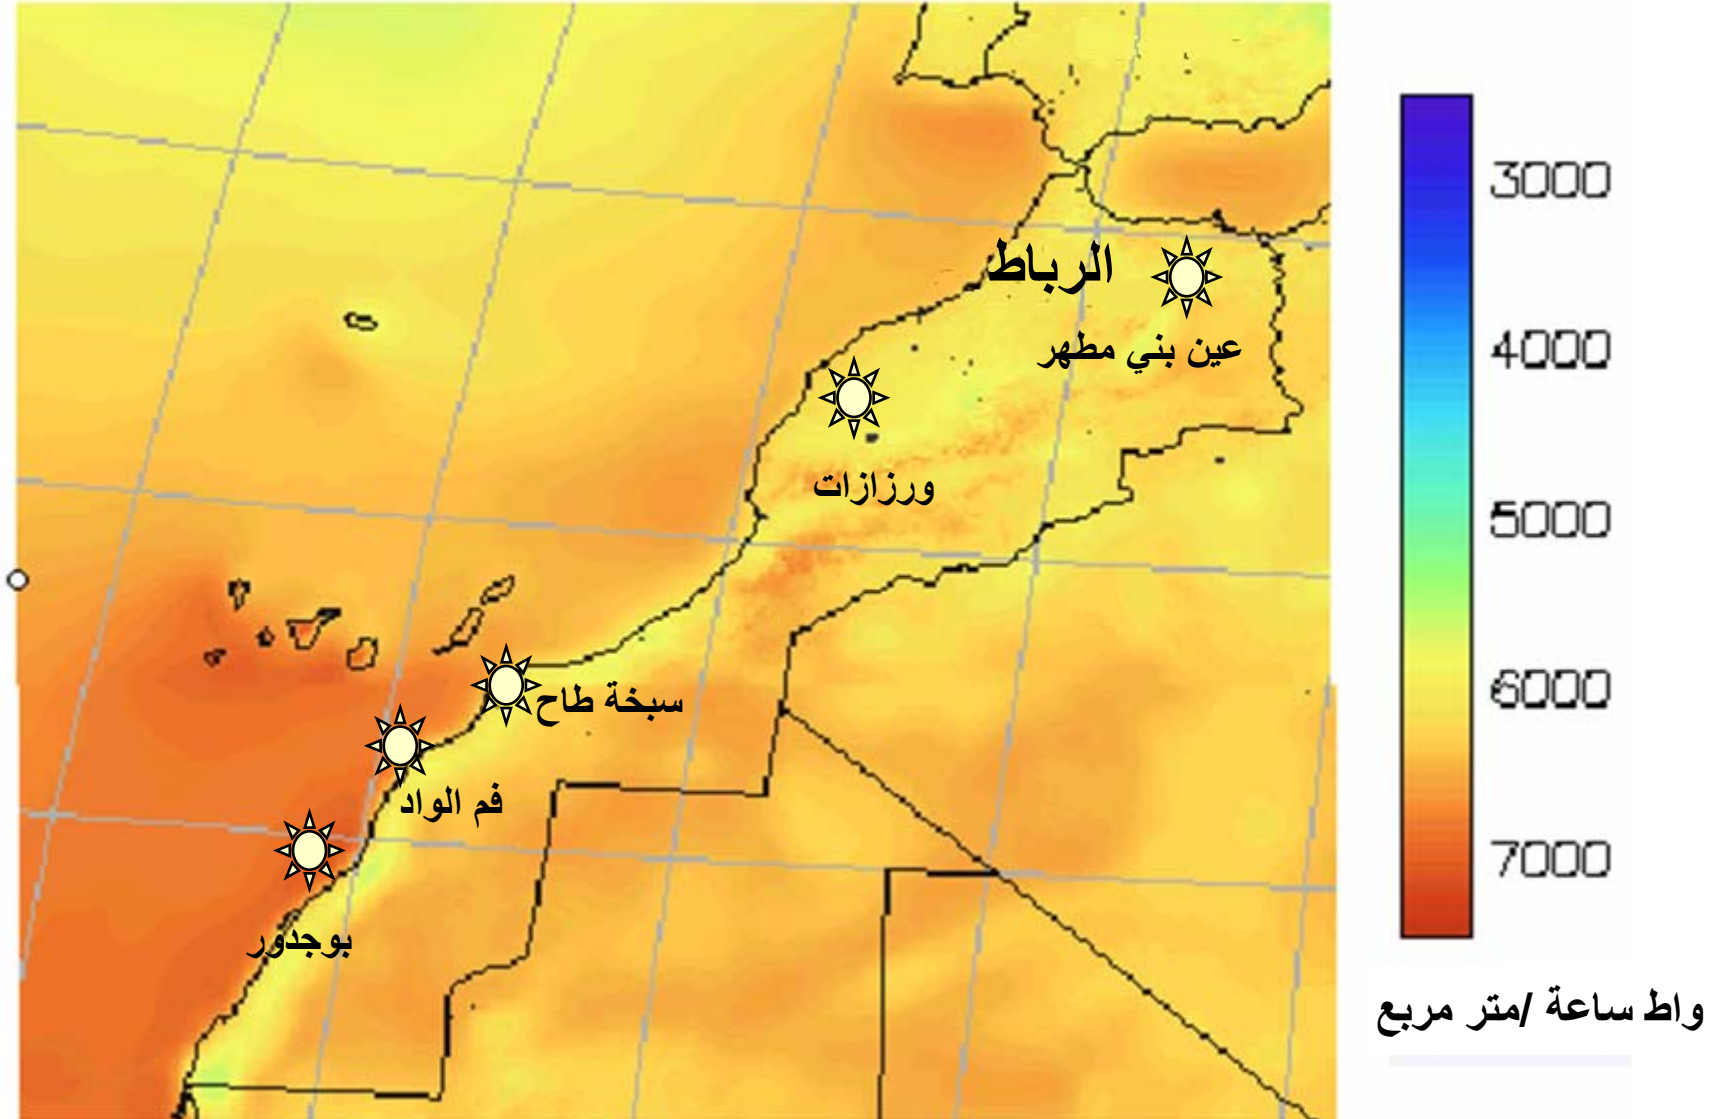 الرباط
عين بني مطهر
ورزازات
سبخة طاح
فم الواد
بوجدور
3000
4000
5000
6000
7000
واط ساعة /متر مربع